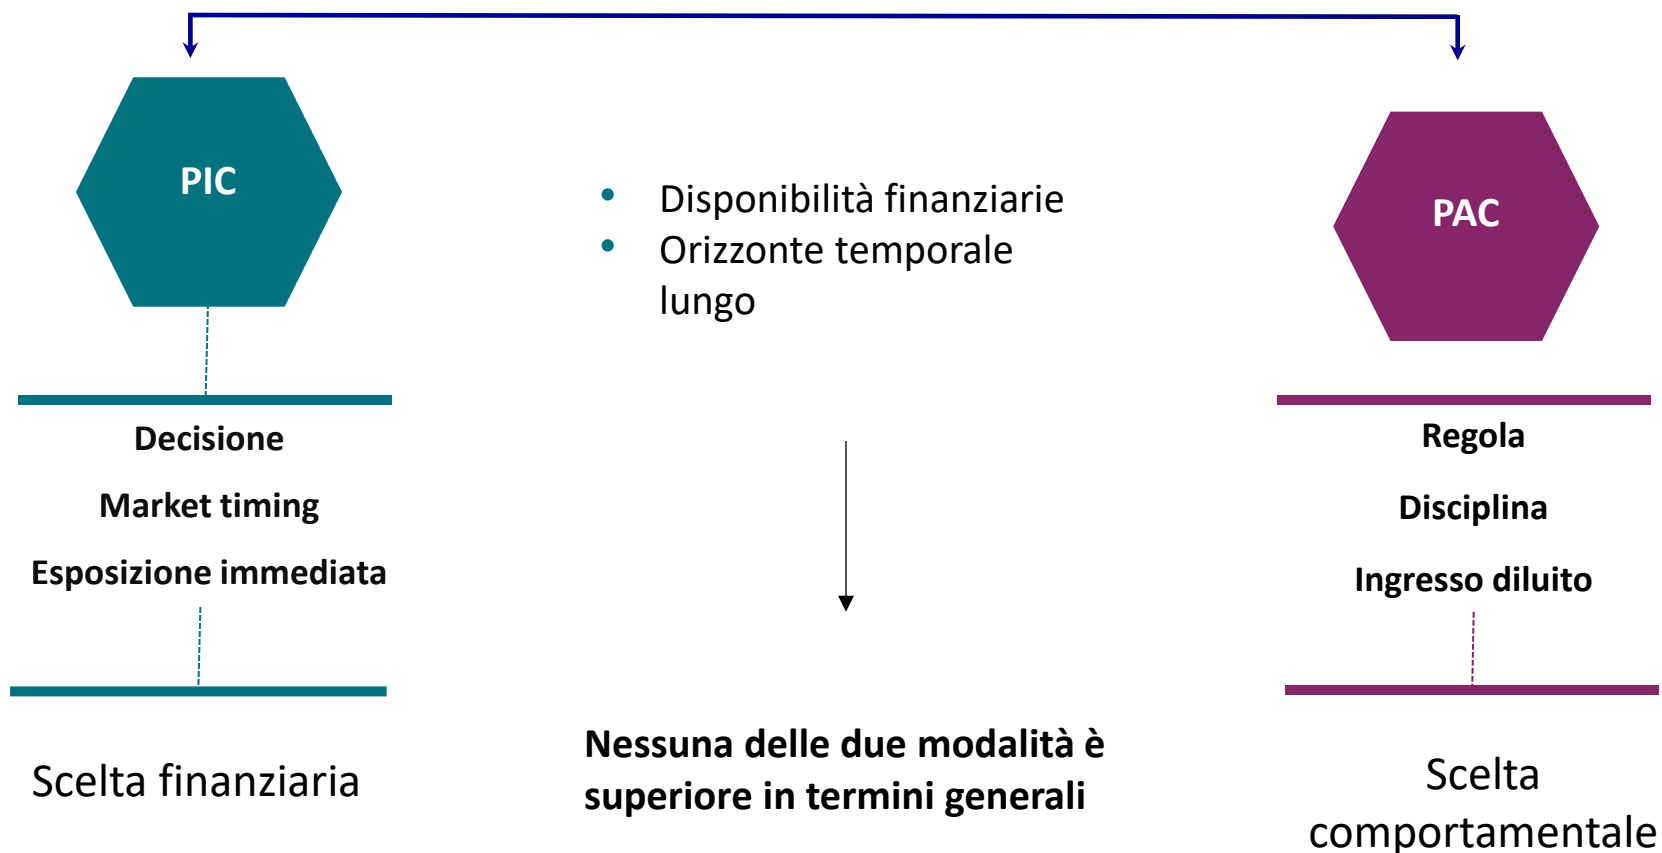 PIC
Decisione
Market timing
Esposizione immediata
Scelta finanziaria
• Disponibilità finanziarie
• Orizzonte temporale
lungo
Nessuna delle due modalità è
superiore in termini generali
PAC
Regola
Disciplina
Ingresso diluito
Scelta
comportamentale